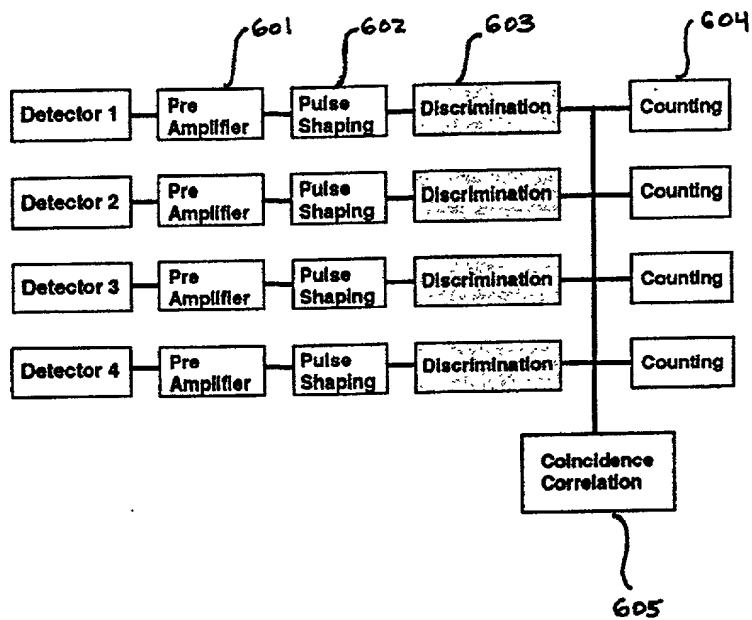 601 602 603 604
Detector 1 Pre Amplifier Pulse Shaping Discrimination Counting
Detector 2 Pre Amplifier Pulse Shaping Discrimination Counting
Detector 3 Pre Amplifier Pulse Shaping Discrimination Counting
Detector 4 Pre Amplifier Pulse Shaping Discrimination Counting
Coincidence
Correlation
605